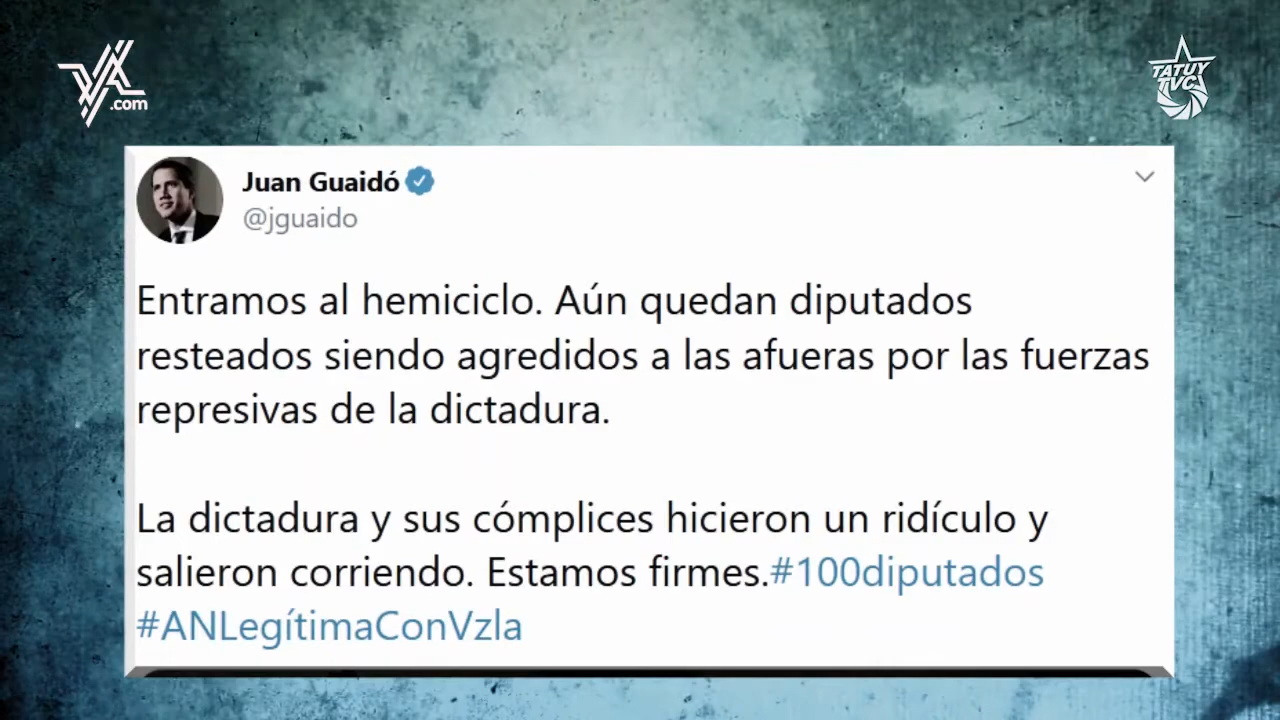 .com
TATUY
TVC
Juan Guaidó
@jguaido
Entramos al hemiciclo. Aún quedan diputados
resteados siendo agredidos a las afueras por las fuerzas
represivas de la dictadura.
La dictadura y sus cómplices hicieron un ridículo y
salieron corriendo. Estamos firmes.#100diputados
#ANLegítimaConVzla